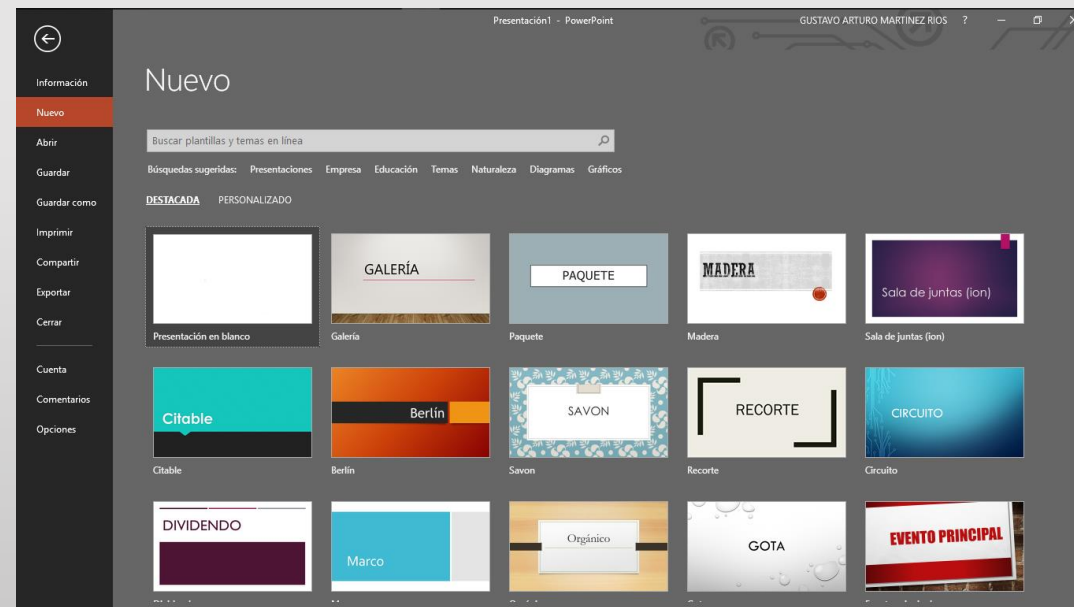 Presentación1 - PowerPoint
GUSTAVO ARTURO MARTINEZ RIOS ?
Información
Nuevo
Abrir
Guardar
Guardar como
Imprimir
Compartir
Exportar
Cerrar
Cuenta
Comentarios
Opciones
Nuevo
Buscar plantillas y temas en línea
Búsquedas sugeridas: Presentaciones Empresa Educación Temas Naturaleza Diagramas Gráficos
DESTACADA PERSONALIZADO
GALERÍA
PAQUETE
MADERA
Sala de juntas (ion)
Presentación en blanco
Galería
Paquete
Madera
Sala de juntas (ion)
Citable
Berlín
SAVON
RECORTE
CIRCUITO
Citable
Berlín
Savon
Recorte
Circuito
DIVIDENDO
Marco
Orgánico
GOTA
EVENTO PRINCIPAL